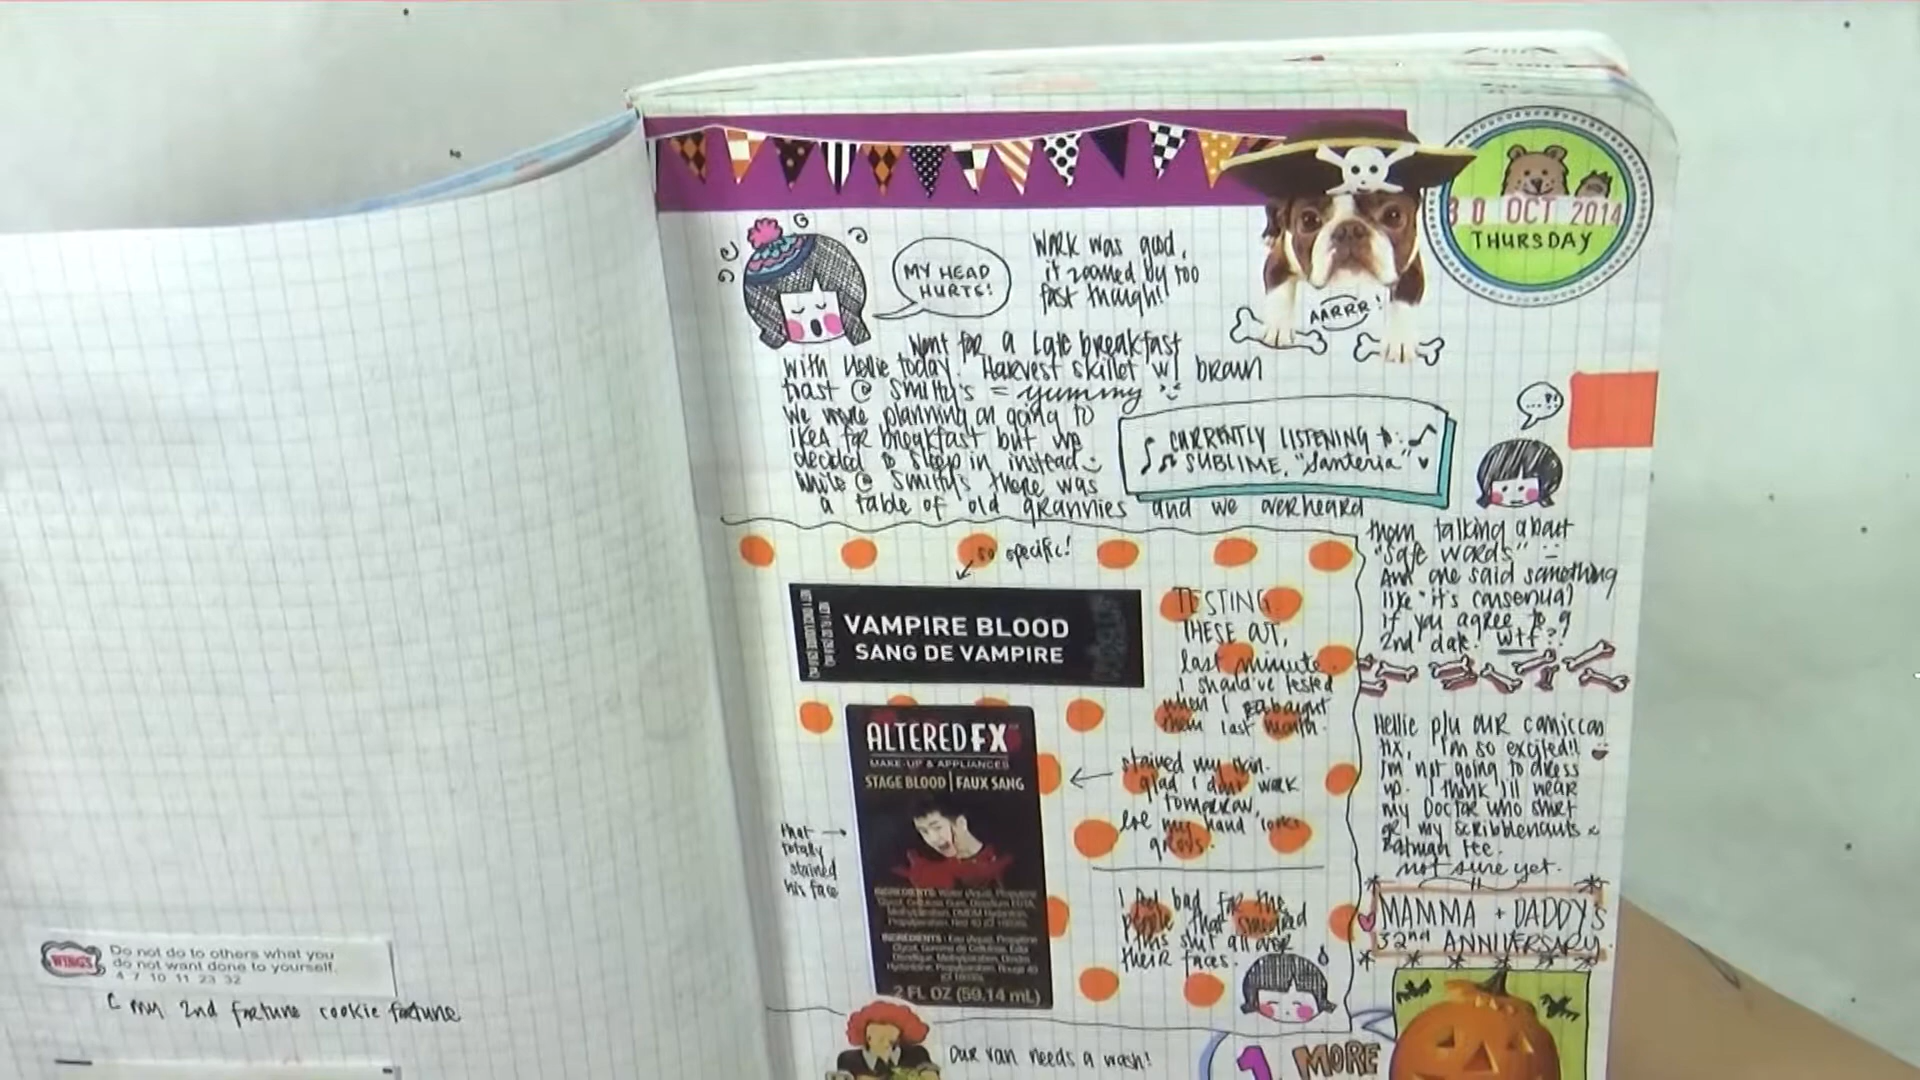 30 OCT 2014
THURSDAY
MY HEAD
HURTS!
WORK was good,
it zoomed by too
fast though!!
AARRR!
Went for a late breakfast
with Hellie today. Harvest skillet w/ brown
toast @ Smitty's = yummy
we were planning on going to
ikea for breakfast but we
decided to sleep in instead
while @ Smitty's there was
a table of old grannies and we overheard
CURRENTLY LISTENING to:
SUBLIME, "Santeria"
...?!
them talking about
"safe words"
And one said something
like "it's consensual
if you agree to a
2nd date. wtf?!
so specific!
VAMPIRE BLOOD
SANG DE VAMPIRE
TESTING
THESE OUT,
last minute.
I should've tested
when I bought
them last month.
ALTERED FX
MAKE-UP & APPLIANCES
STAGE BLOOD | FAUX SANG
2 FL OZ (59.14 mL)
stained my skin.
glad I don't work
tomorrow,
my hand looks
gross.
that
totally
stained
his face
I feel bad for the
people that smeared
this shit all over
their faces.
Hellie p/u OUR comiccon
tix, I'm so excited!!
I'm not going to dress
up. I think I'll wear
my Doctor who shirt
or my scribblenauts x
Batman tee.
not sure yet.
MAMMA + DADDY'S
32nd ANNIVERSARY.
Our van needs a wash!
1 MORE
WING'S
Do not do to others what you
do not want done to yourself.
4 7 10 11 23 32
my 2nd fortune cookie fortune